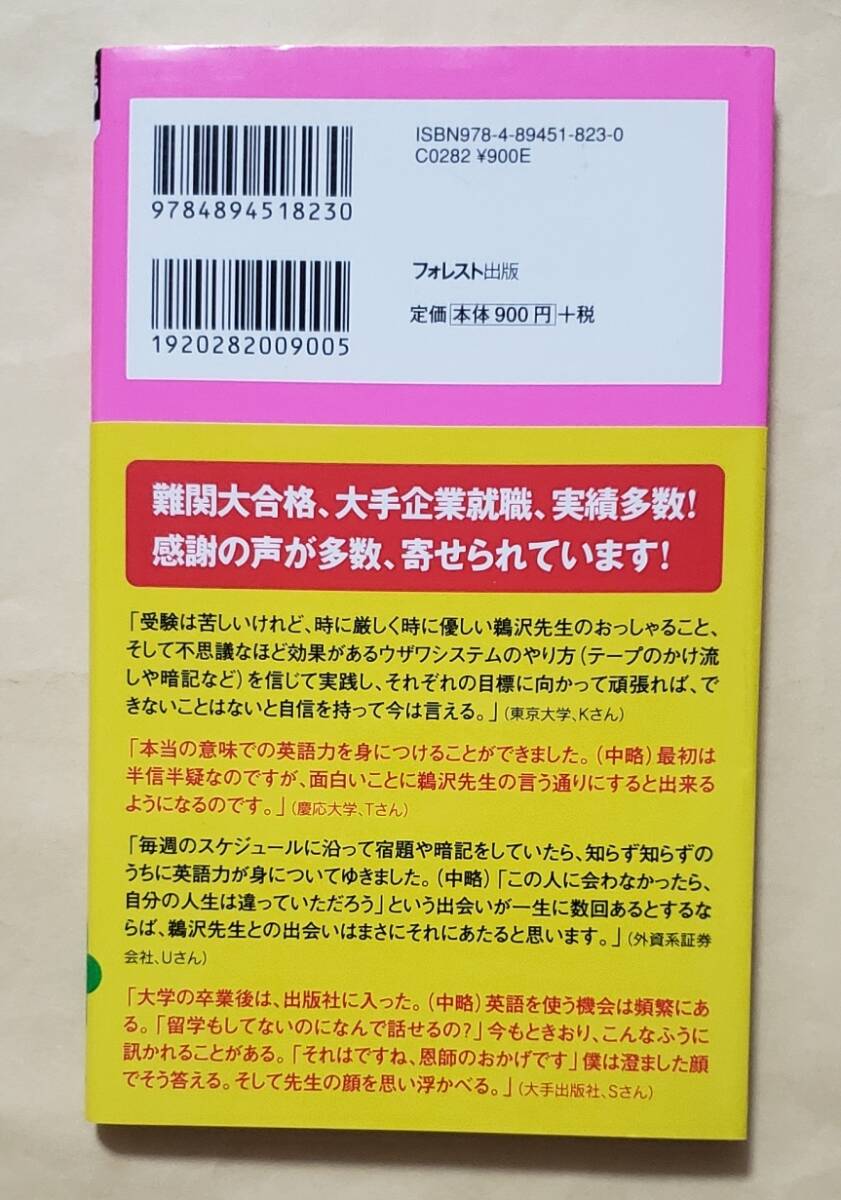 ISBN978-4-89451-823-0
C0282 ¥900E
9784894518230
フォレスト出版
定価 本体 900 円 +税
1920282009005
難関大合格、大手企業就職、実績多数!
感謝の声が多数、寄せられています!
「受験は苦しいけれど、時に厳しく時に優しい鵜沢先生のおっしゃること、
そして不思議なほど効果があるウザワシステムのやり方(テープのかけ流
しや暗記など)を信じて実践し、それぞれの目標に向かって頑張れば、で
きないことはないと自信を持って今は言える。」(東京大学、Kさん)
「本当の意味での英語力を身につけることができました。(中略)最初は
半信半疑なのですが、面白いことに鵜沢先生の言う通りにすると出来る
ようになるのです。」(慶応大学、Tさん)
「毎週のスケジュールに沿って宿題や暗記をしていたら、知らず知らずの
うちに英語力が身についてゆきました。(中略)「この人に会わなかったら、
自分の人生は違っていただろう」という出会いが一生に数回あるとするな
らば、鵜沢先生との出会いはまさにそれにあたると思います。」(外資系証券
会社、Uさん)
「大学の卒業後は、出版社に入った。(中略)英語を使う機会は頻繁にあ
る。「留学もしてないのになんで話せるの?」今もときおり、こんなふうに
訊かれることがある。「それはですね、恩師のおかげです」僕は澄ました顔
でそう答える。そして先生の顔を思い浮かべる。」(大手出版社、Sさん)